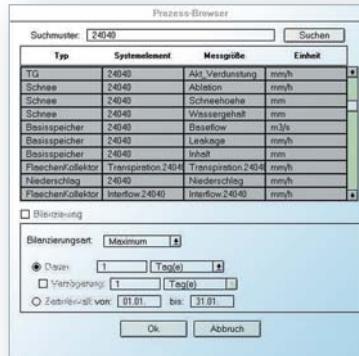 Prozess-Browser
Suchmuster: 24040 Suchen
Typ Systemelement Messgröße Einheit
TG 24040 Akt_Verdunstung mm/h
Schnee 24040 Ablation mm/h
Schnee 24040 Schneehoehe mm
Schnee 24040 Wassergehalt mm
Basisspeicher 24040 Baseflow m3/s
Basisspeicher 24040 Leakage mm/h
Basisspeicher 24040 Inhalt mm
FlaechenKollektor Transpiration.2404 Transpiration.2404 mm/h
Niederschlag 24040 Niederschlag mm/h
FlaechenKollektor Interflow.24040 Interflow.24040 mm/h
Bilanzierung
Bilanzierungsart: Maximum
Dauer: 1 Tag(e)
Verzögerung: 1 Tag(e)
Zeitintervall: von: 01.01. bis: 31.01.
Ok Abbruch